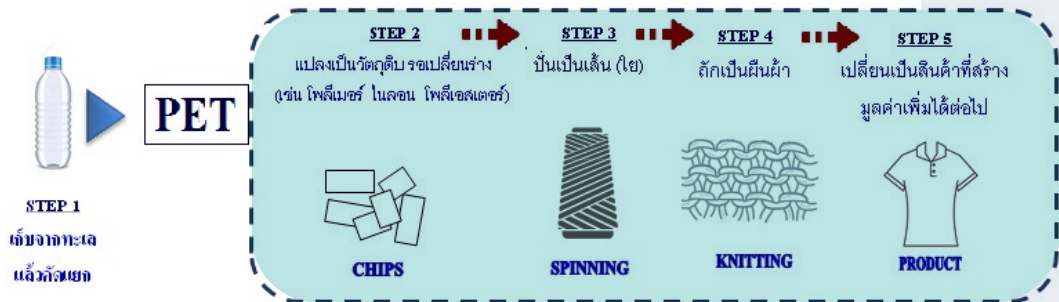 STEP 1
เก็บจากทะเล
แล้วคัดแยก
PET
STEP 2
แปลงเป็นวัตถุดิบ รอเปลี่ยนร่าง
(เช่น โพลีเมอร์ ไนลอน โพลีเอสเตอร์)
CHIPS
STEP 3
ปั่นเป็นเส้น (ใย)
SPINNING
STEP 4
ถักเป็นผืนผ้า
KNITTING
STEP 5
เปลี่ยนเป็นสินค้าที่สร้าง
มูลค่าเพิ่มได้ต่อไป
PRODUCT